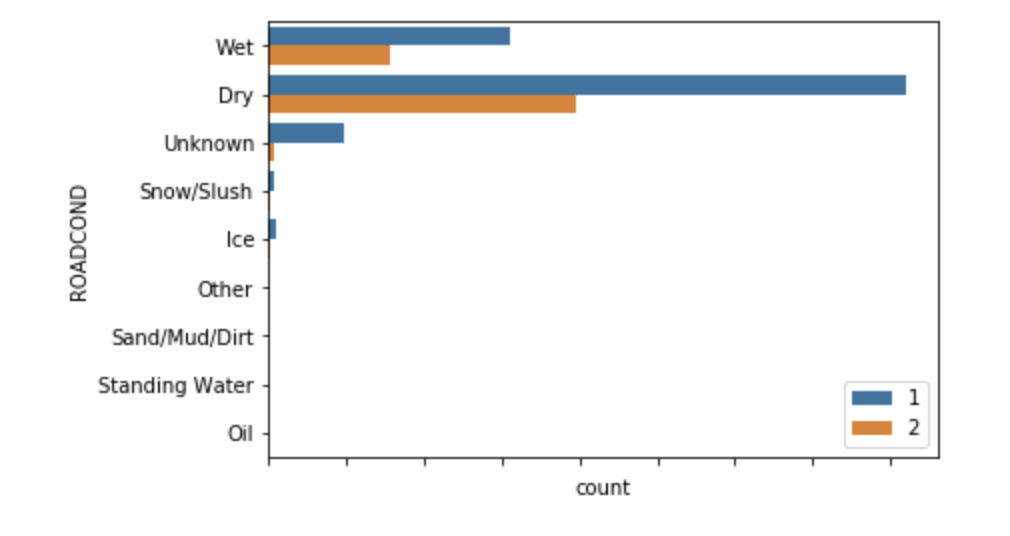 Wet
Dry
Unknown
Snow/Slush
Ice
Other
Sand/Mud/Dirt
Standing Water
Oil
ROADCOND
1
2
count